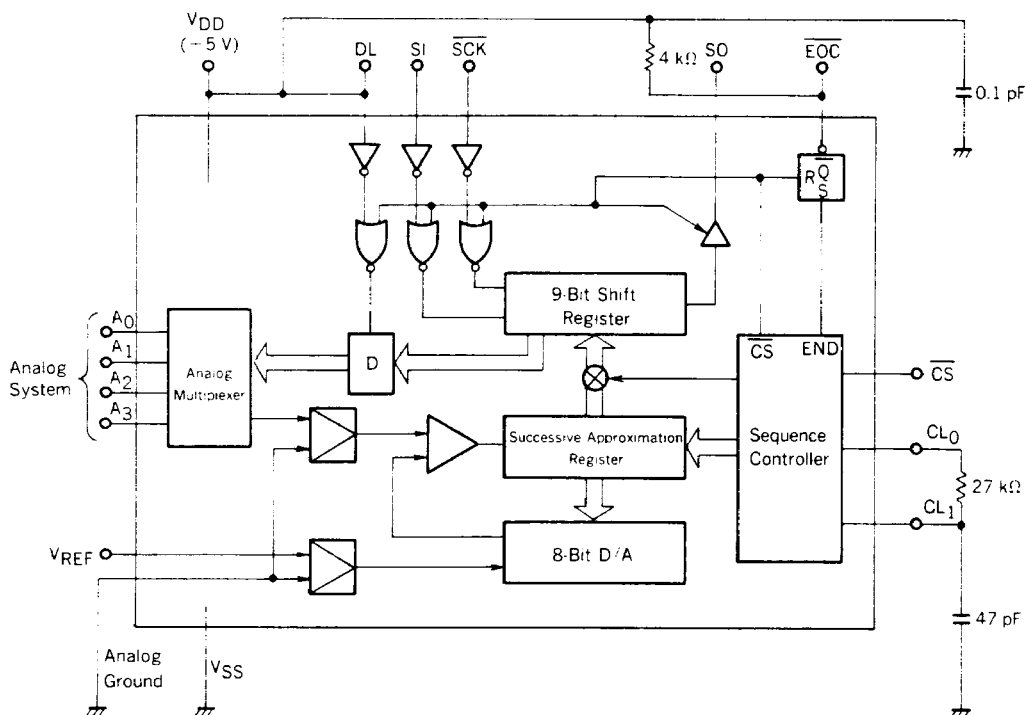 VDD
(−5 V)
DL
SI
SCK
4 kΩ
SO
EOC
0.1 pF
R
Q
S
9-Bit Shift
Register
A0
A1
A2
A3
Analog
System
Analog
Multiplexer
D
CS
END
CS
Successive Approximation
Register
Sequence
Controller
CL0
27 kΩ
CL1
VREF
8-Bit D/A
47 pF
Analog
Ground
VSS